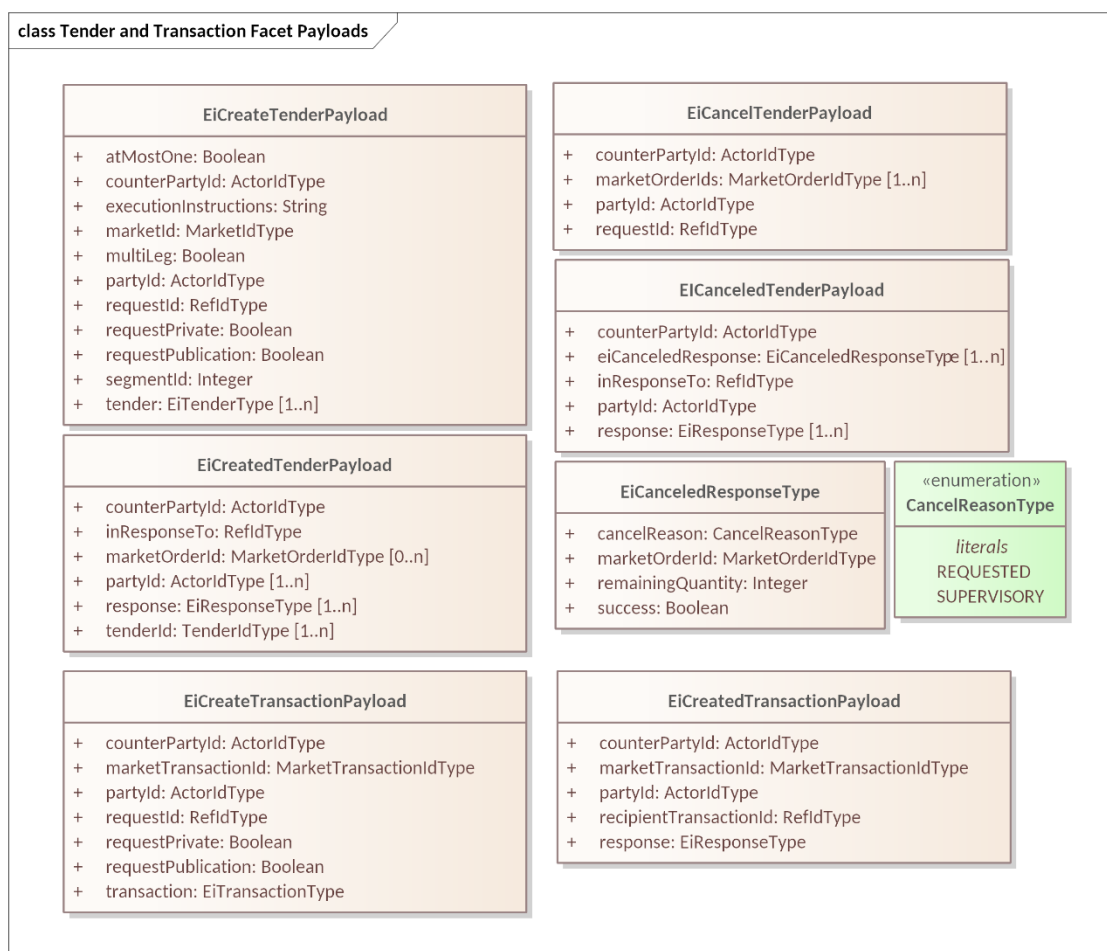 class Tender and Transaction Facet Payloads
EiCreateTenderPayload
+ atMostOne: Boolean
+ counterPartyId: ActorIdType
+ executionInstructions: String
+ marketId: MarketIdType
+ multiLeg: Boolean
+ partyId: ActorIdType
+ requestId: RefIdType
+ requestPrivate: Boolean
+ requestPublication: Boolean
+ segmentId: Integer
+ tender: EiTenderType [1..n]
EiCancelTenderPayload
+ counterPartyId: ActorIdType
+ marketOrderIds: MarketOrderIdType [1..n]
+ partyId: ActorIdType
+ requestId: RefIdType
EICanceledTenderPayload
+ counterPartyId: ActorIdType
+ eiCanceledResponse: EiCanceledResponseType [1..n]
+ inResponseTo: RefIdType
+ partyId: ActorIdType
+ response: EiResponseType [1..n]
EiCreatedTenderPayload
+ counterPartyId: ActorIdType
+ inResponseTo: RefIdType
+ marketOrderId: MarketOrderIdType [0..n]
+ partyId: ActorIdType [1..n]
+ response: EiResponseType [1..n]
+ tenderId: TenderIdType [1..n]
EiCanceledResponseType
+ cancelReason: CancelReasonType
+ marketOrderId: MarketOrderIdType
+ remainingQuantity: Integer
+ success: Boolean
«enumeration»
CancelReasonType
literals
REQUESTED
SUPERVISORY
EiCreateTransactionPayload
+ counterPartyId: ActorIdType
+ marketTransactionId: MarketTransactionIdType
+ partyId: ActorIdType
+ requestId: RefIdType
+ requestPrivate: Boolean
+ requestPublication: Boolean
+ transaction: EiTransactionType
EiCreatedTransactionPayload
+ counterPartyId: ActorIdType
+ marketTransactionId: MarketTransactionIdType
+ partyId: ActorIdType
+ recipientTransactionId: RefIdType
+ response: EiResponseType